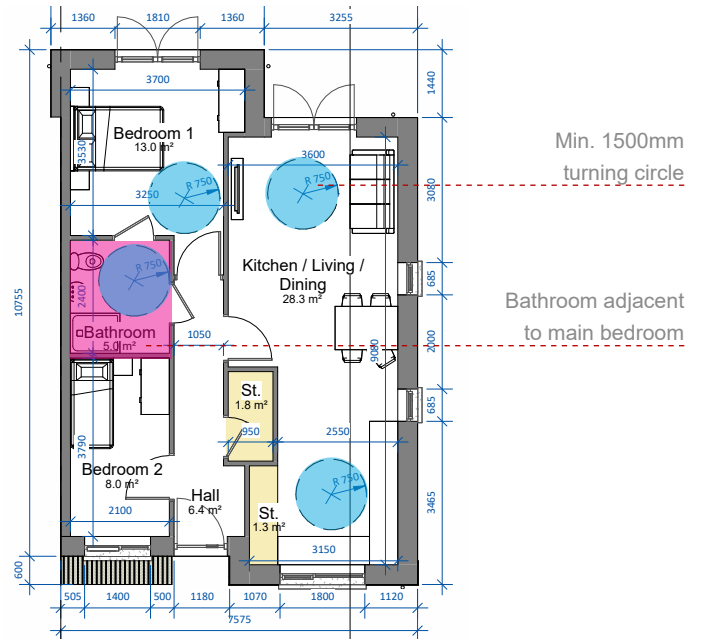 1360
1810
1360
3255
3700
1440
Bedroom 1
13.0 m²
3530
3600
Min. 1500mm
turning circle
R 750
R 750
3250
3080
Kitchen / Living /
Dining
28.3 m²
R 750
2400
685
10755
Bathroom
5.0 m²
1050
Bathroom adjacent
to main bedroom
2000
9080
St.
1.8 m²
685
950
2550
3790
Bedroom 2
8.0 m²
R 750
Hall
6.4 m²
St.
1.3 m²
3465
2100
3150
600
505
1400
500
1180
1070
1800
1120
7575